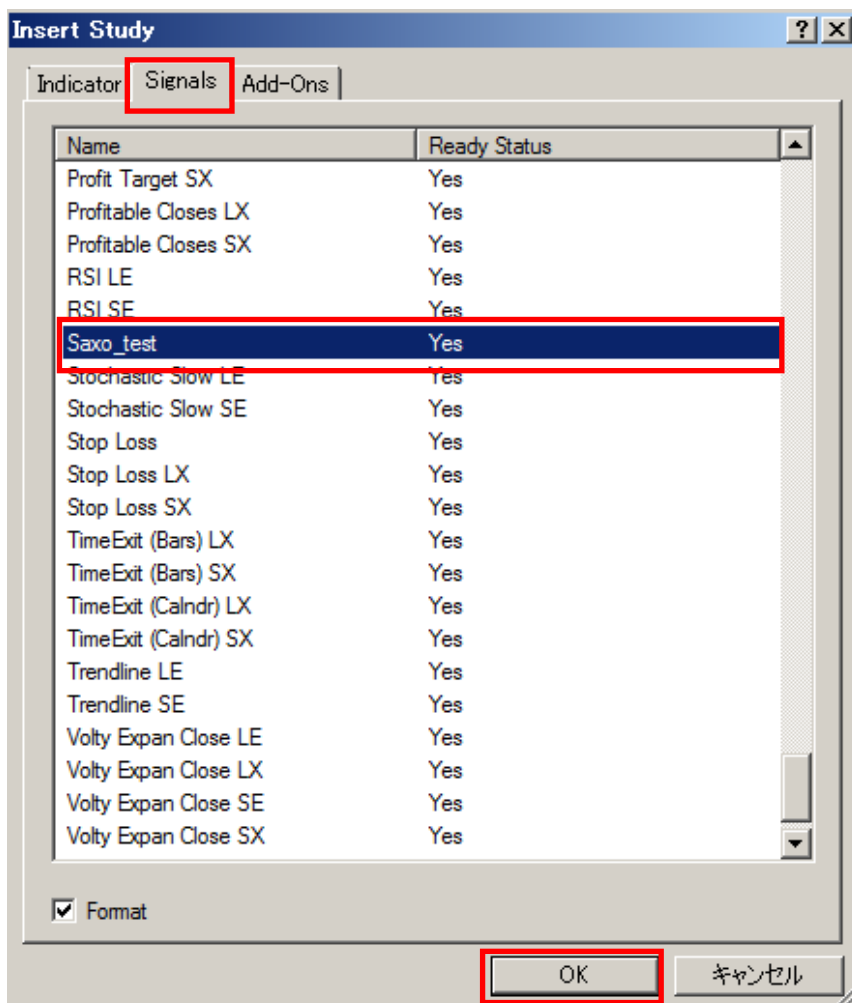 Insert Study
Indicator Signals Add-Ons
Name Ready Status
Profit Target SX Yes
Profitable Closes LX Yes
Profitable Closes SX Yes
RSI LE Yes
RSI SE Yes
Saxo_test Yes
Stochastic Slow LE Yes
Stochastic Slow SE Yes
Stop Loss Yes
Stop Loss LX Yes
Stop Loss SX Yes
TimeExit (Bars) LX Yes
TimeExit (Bars) SX Yes
TimeExit (Calndr) LX Yes
TimeExit (Calndr) SX Yes
Trendline LE Yes
Trendline SE Yes
Volty Expan Close LE Yes
Volty Expan Close LX Yes
Volty Expan Close SE Yes
Volty Expan Close SX Yes
Format
OK キャンセル